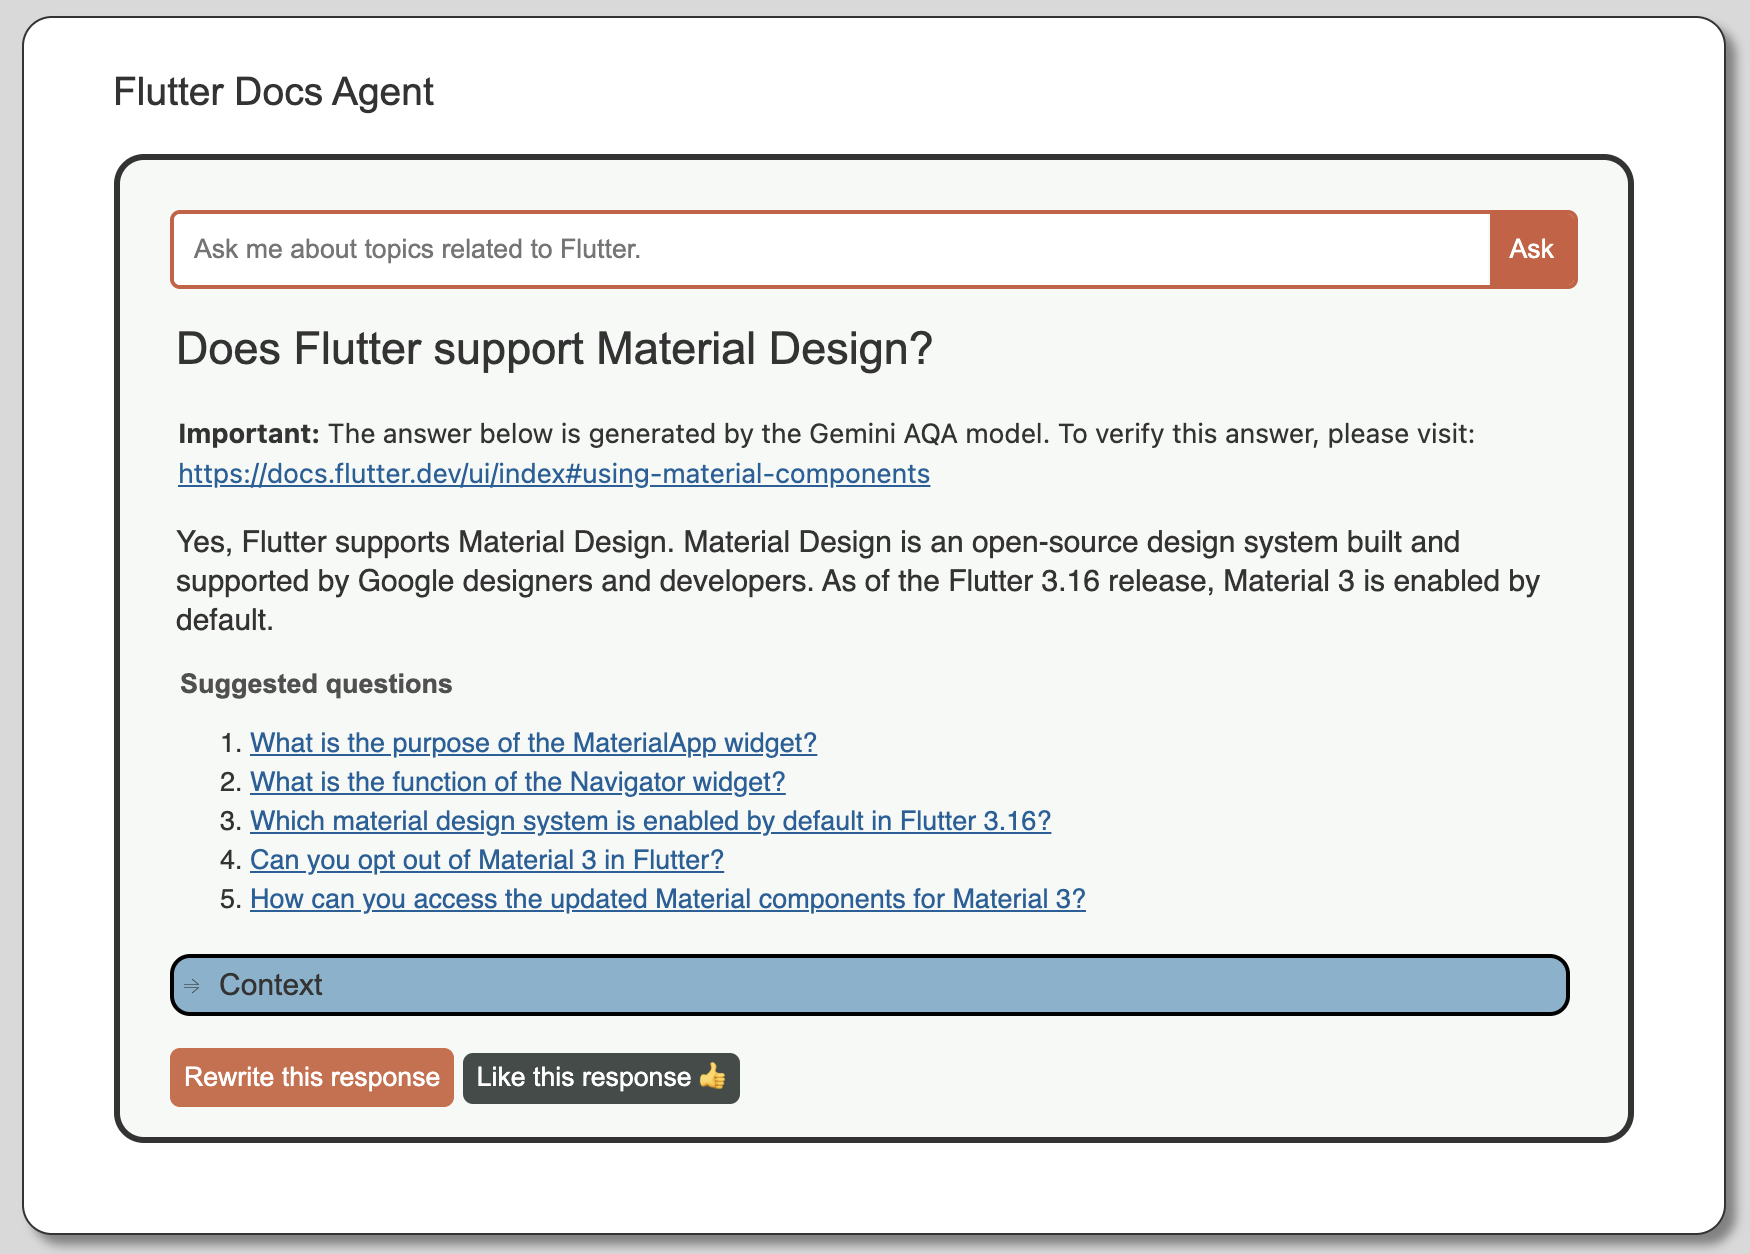 Flutter Docs Agent
Ask me about topics related to Flutter.
Ask
Does Flutter support Material Design?
Important: The answer below is generated by the Gemini AQA model. To verify this answer, please visit:
https://docs.flutter.dev/ui/index#using-material-components
Yes, Flutter supports Material Design. Material Design is an open-source design system built and
supported by Google designers and developers. As of the Flutter 3.16 release, Material 3 is enabled by
default.
Suggested questions
1. What is the purpose of the MaterialApp widget?
2. What is the function of the Navigator widget?
3. Which material design system is enabled by default in Flutter 3.16?
4. Can you opt out of Material 3 in Flutter?
5. How can you access the updated Material components for Material 3?
⇒ Context
Rewrite this response
Like this response 👍